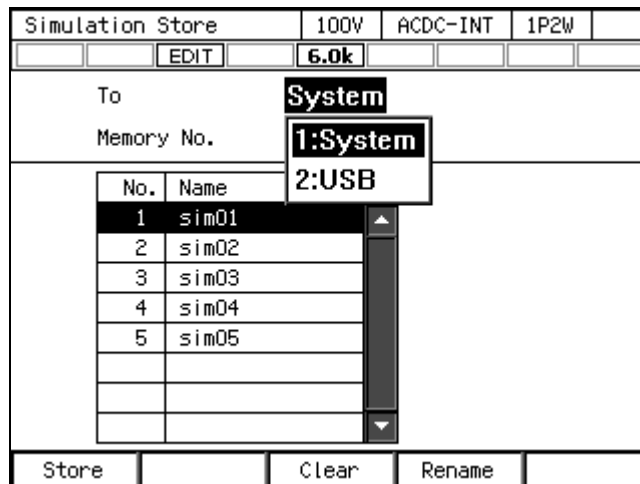 Simulation Store 100V ACDC-INT 1P2W
EDIT 6.0k
To System
Memory No. 1:System
2:USB
No. Name
1 sim01
2 sim02
3 sim03
4 sim04
5 sim05
Store Clear Rename